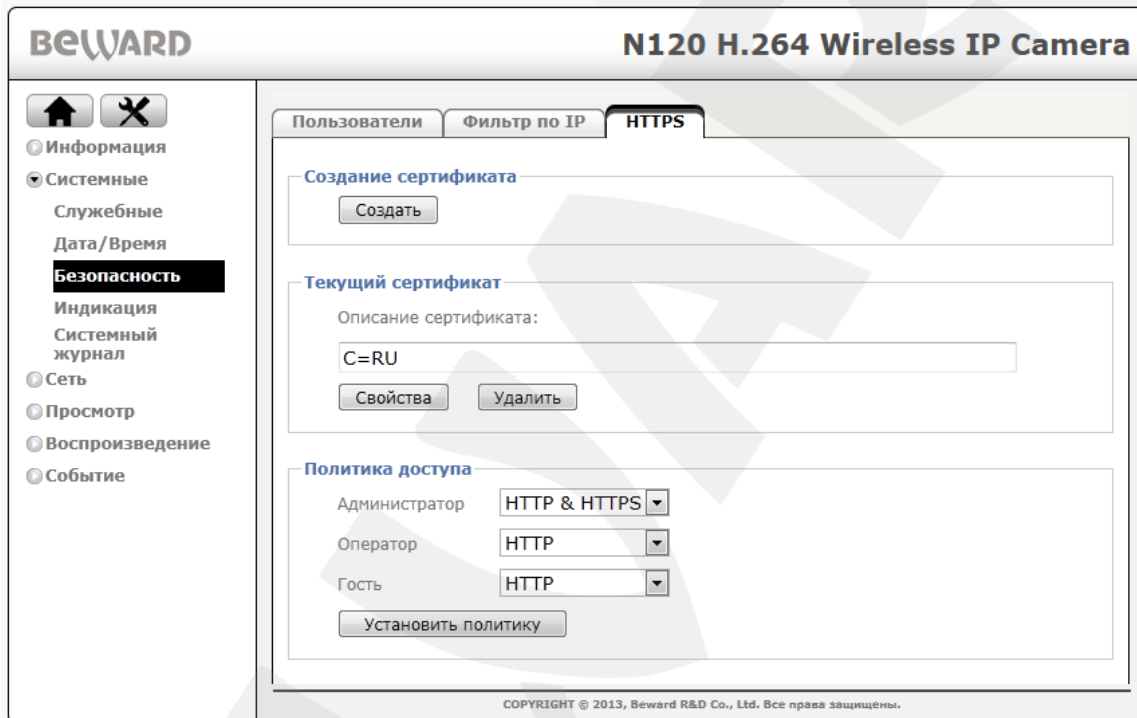 BEWARD
N120 H.264 Wireless IP Camera
Информация
Системные
Служебные
Дата/Время
Безопасность
Индикация
Системный
журнал
Сеть
Просмотр
Воспроизведение
Событие
Пользователи Фильтр по IP HTTPS
Создание сертификата
Создать
Текущий сертификат
Описание сертификата:
C=RU
Свойства Удалить
Политика доступа
Администратор HTTP & HTTPS
Оператор HTTP
Гость HTTP
Установить политику
COPYRIGHT © 2013, Beward R&D Co., Ltd. Все права защищены.